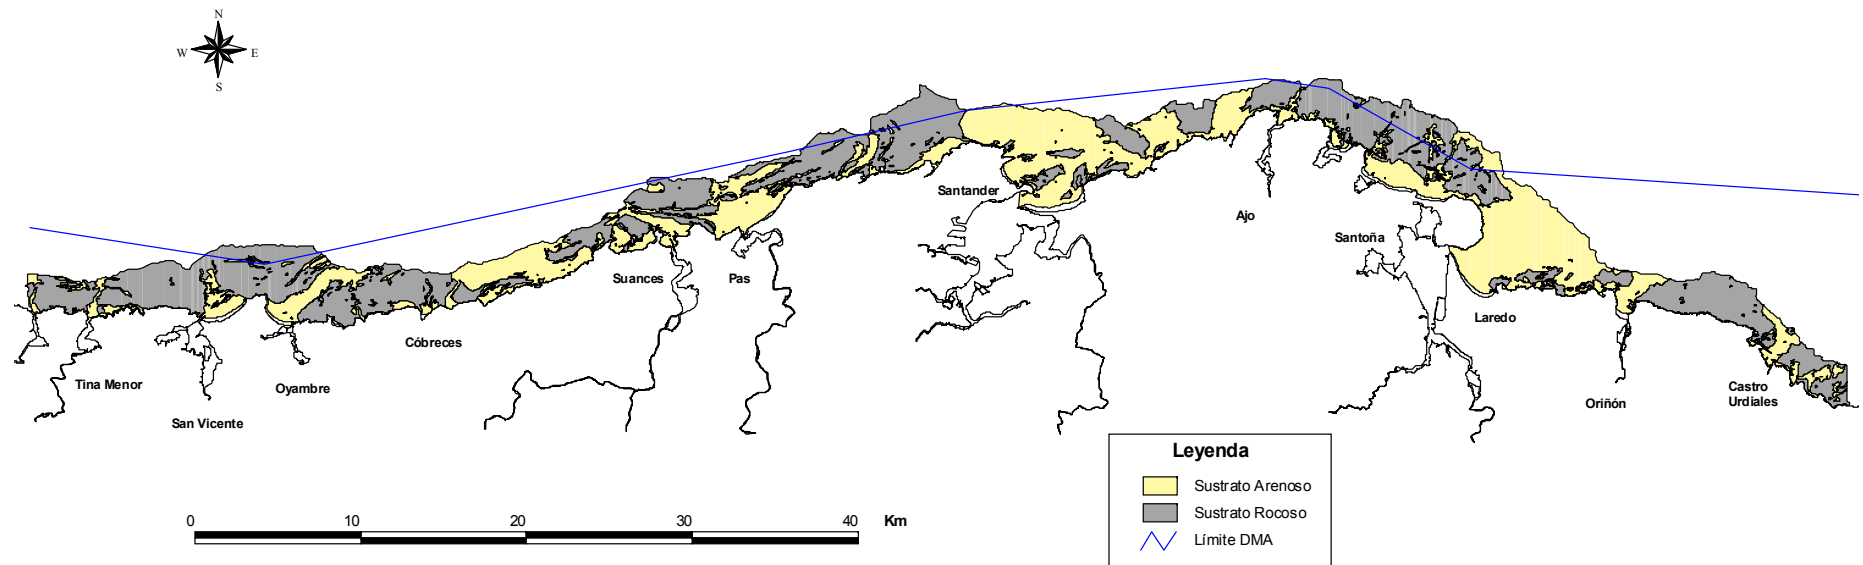 N
W E
S
Santander
Ajo
Santoña
Suances
Pas
Laredo
Cóbreces
Tina Menor
Oyambre
San Vicente
Oriñón
Castro
Urdiales
Leyenda
Sustrato Arenoso
Sustrato Rocoso
Límite DMA
0 10 20 30 40 Km